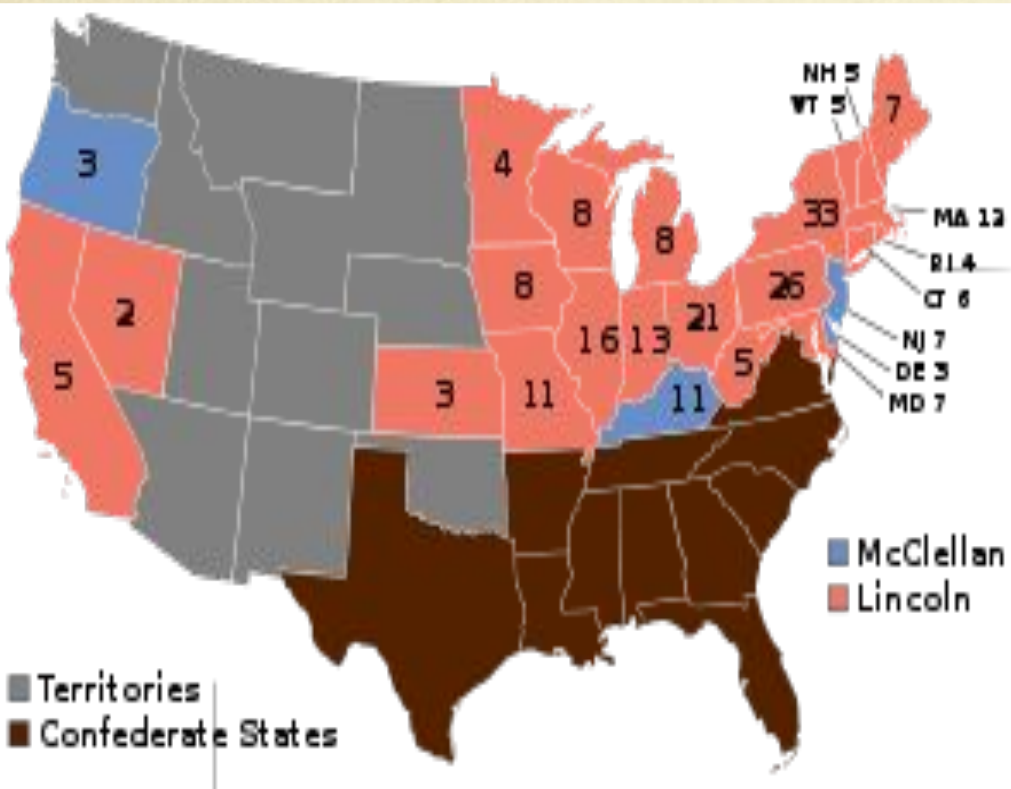 NH 5
VT 5
7
3
4
33
8
MA 12
8
RI 4
8
26
CT 6
2
21
16
13
NJ 7
5
5
DE 3
3
11
11
MD 7
McClellan
Lincoln
Territories
Confederate States